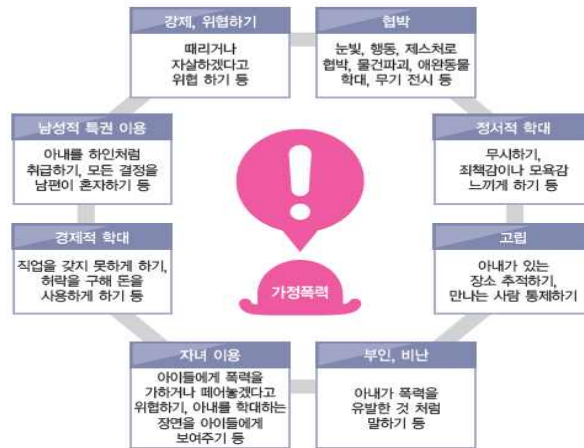 강제, 위협하기
때리거나
자살하겠다고
위협 하기 등
협박
눈빛, 행동, 제스처로
협박, 물건파괴, 애완동물
학대, 무기 전시 등
남성적 특권 이용
아내를 하인처럼
취급하기, 모든 결정을
남편이 혼자하기 등
정서적 학대
무시하기,
죄책감이나 모욕감
느끼게 하기 등
경제적 학대
직업을 갖지 못하게 하기,
허락을 구해 돈을
사용하게 하기 등
고립
아내가 있는
장소 추적하기,
만나는 사람 통제하기
가정폭력
자녀 이용
아이들에게 폭력을
가하거나 떼어놓겠다고
위협하기, 아내를 학대하는
장면을 아이들에게
보여주기 등
부인, 비난
아내가 폭력을
유발한 것 처럼
말하기 등